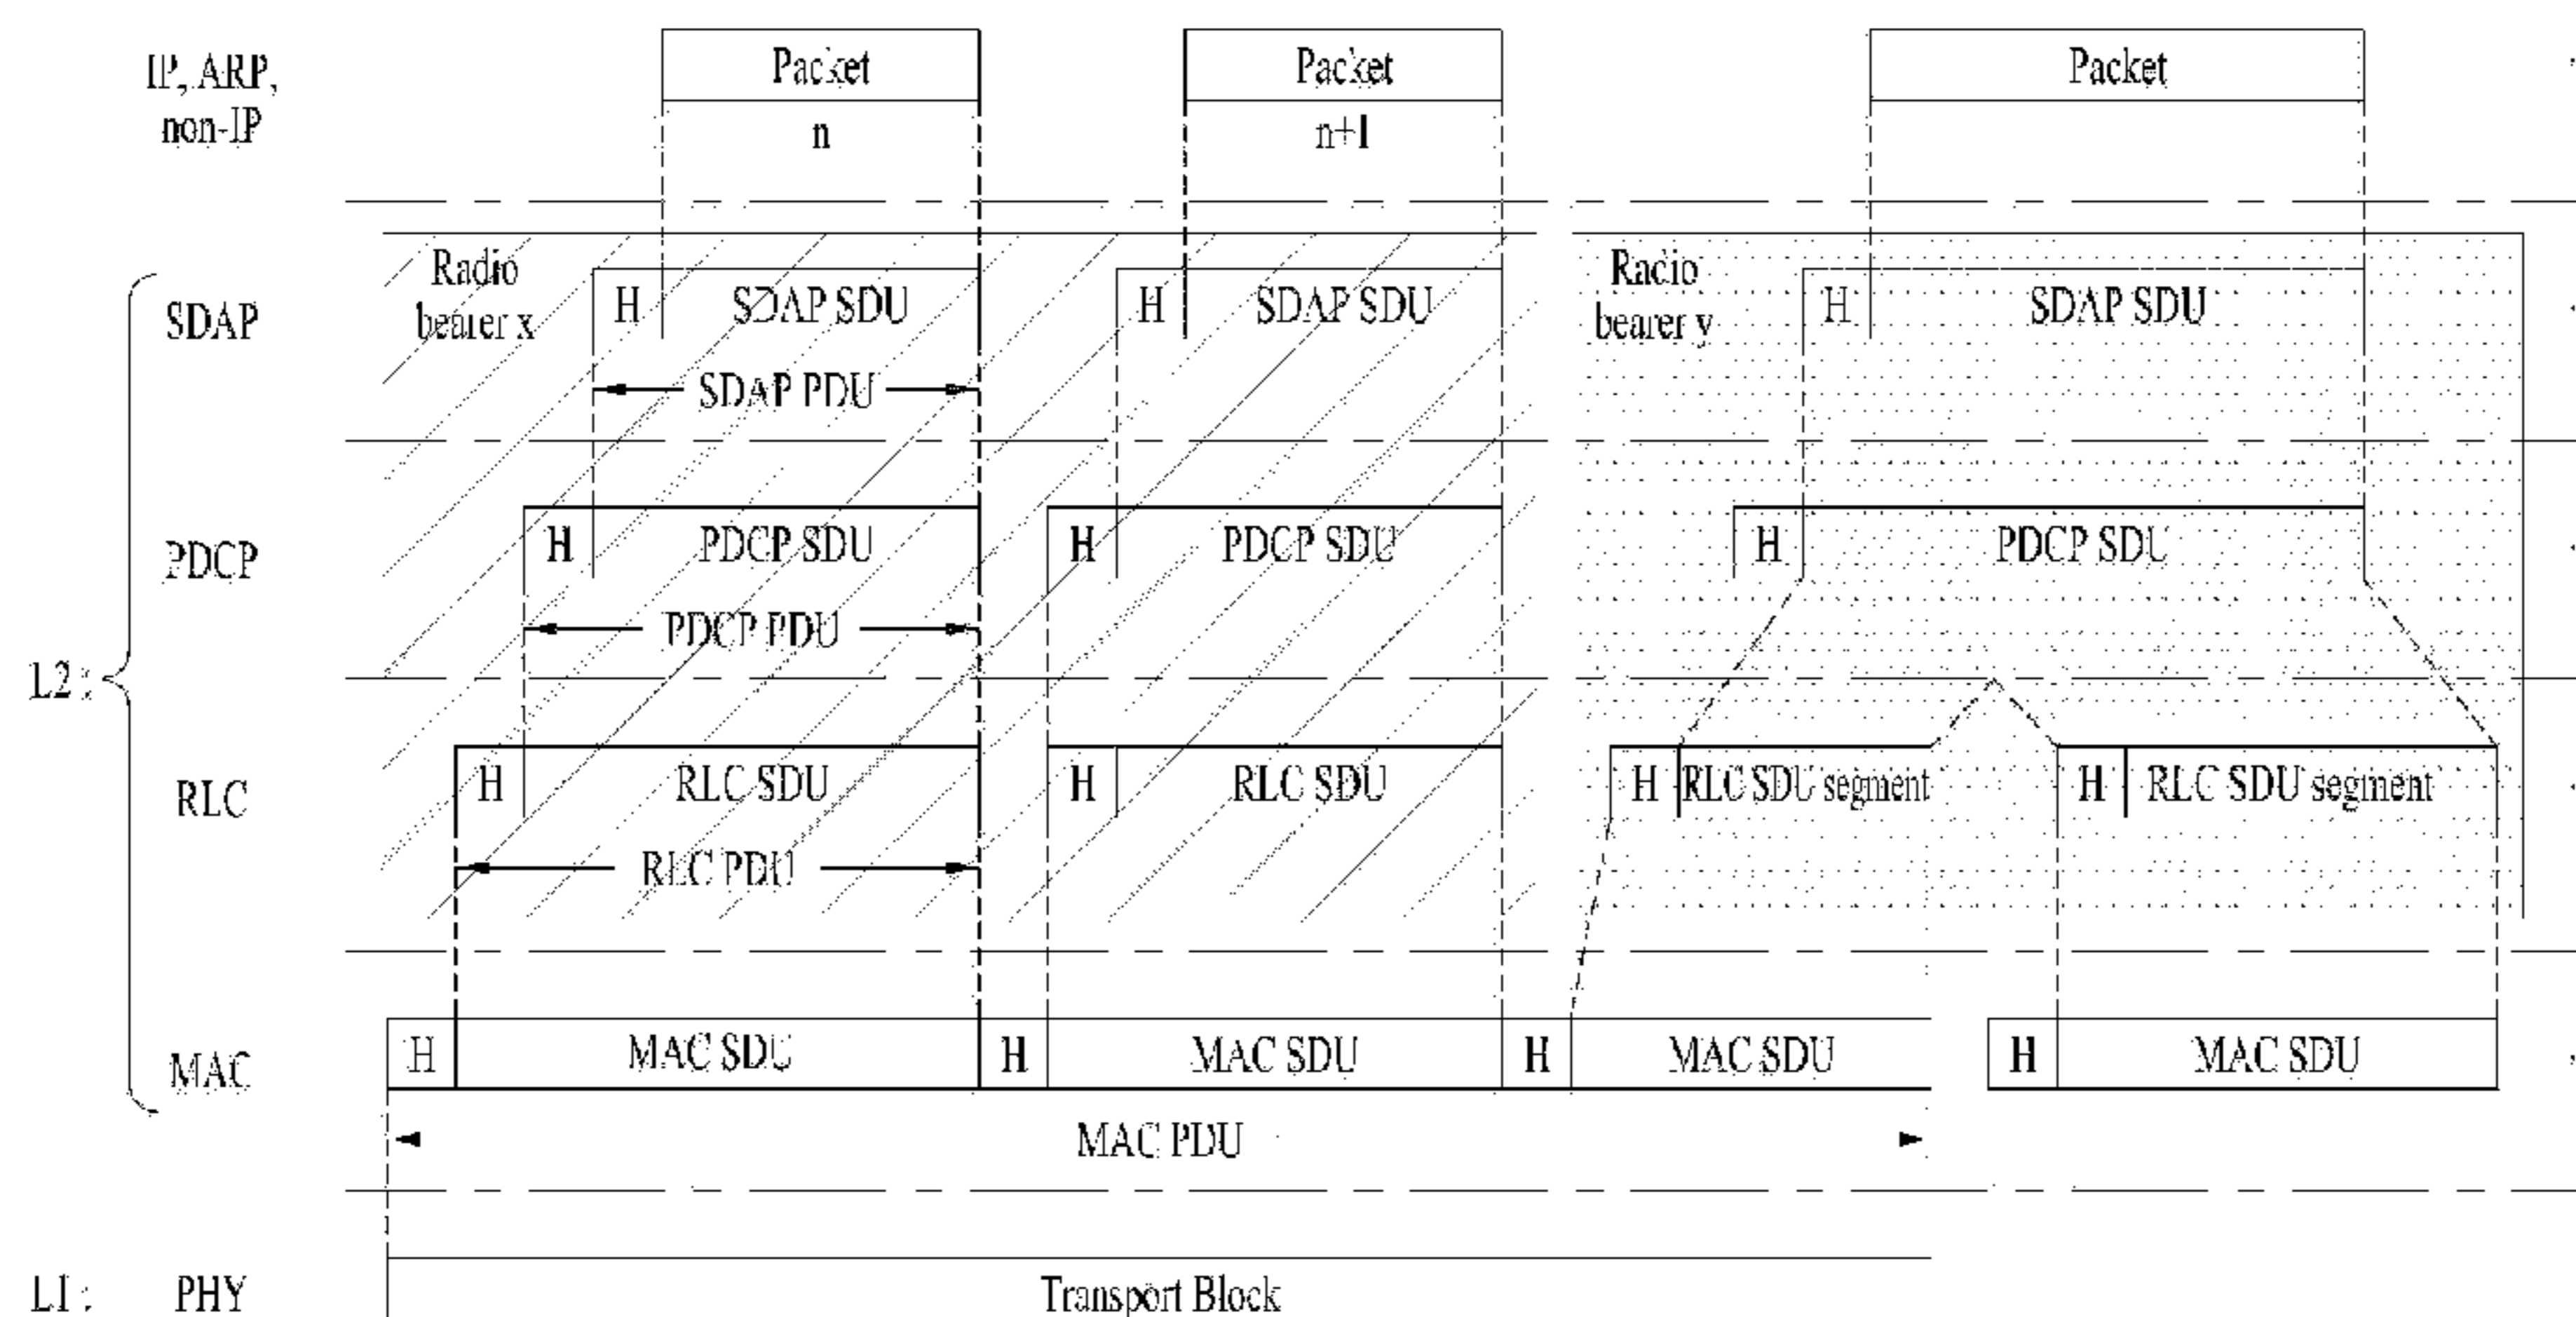 IP, ARP,
non-IP
Packet
n
Packet
n+1
Packet
Radio
bearer x
H
SDAP SDU
H
SDAP SDU
Radio
bearer y
H
SDAP SDU
SDAP
SDAP PDU
H
PDCP SDU
H
PDCP SDU
H
PDCP SDU
PDCP
PDCP PDU
L2 :
H
RLC SDU
H
RLC SDU
H
RLC SDU segment
H
RLC SDU segment
RLC
RLC PDU
H
MAC SDU
H
MAC SDU
H
MAC SDU
H
MAC SDU
MAC
MAC PDU
L1 :
PHY
Transport Block